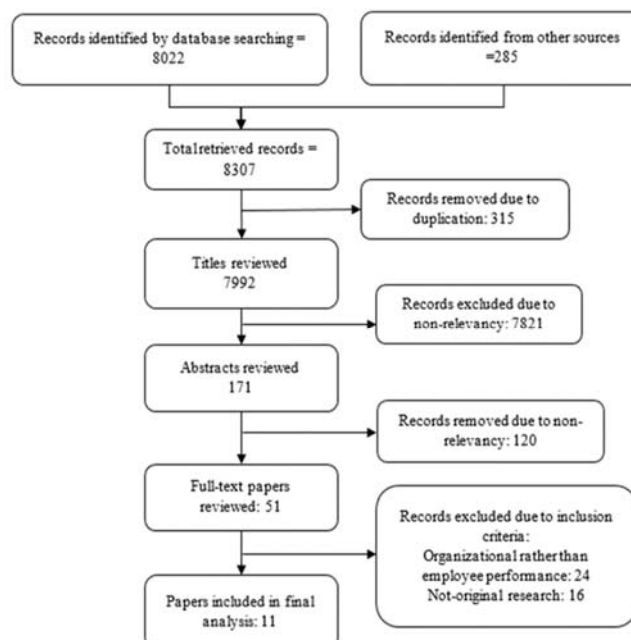 Records identified by database searching =
8022
Records identified from other sources
=285
Total retrieved records =
8307
Records removed due to
duplication: 315
Titles reviewed
7992
Records excluded due to
non-relevancy: 7821
Abstracts reviewed
171
Records removed due to non-
relevancy: 120
Full-text papers
reviewed: 51
Records excluded due to inclusion
criteria:
Organizational rather than
employee performance: 24
Not-original research: 16
Papers included in final
analysis: 11